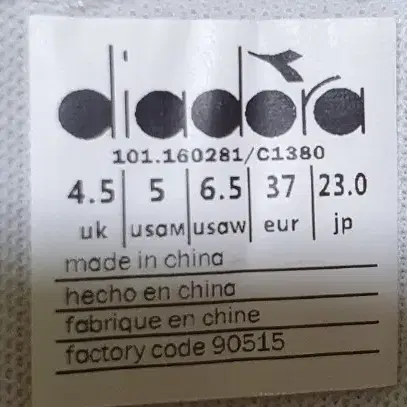 diadora
101.160281/C1380
4.5 5 6.5 37 23.0
uk usaM usaw eur jp
made in china
hecho en china
fabrique en chine
factory code 90515